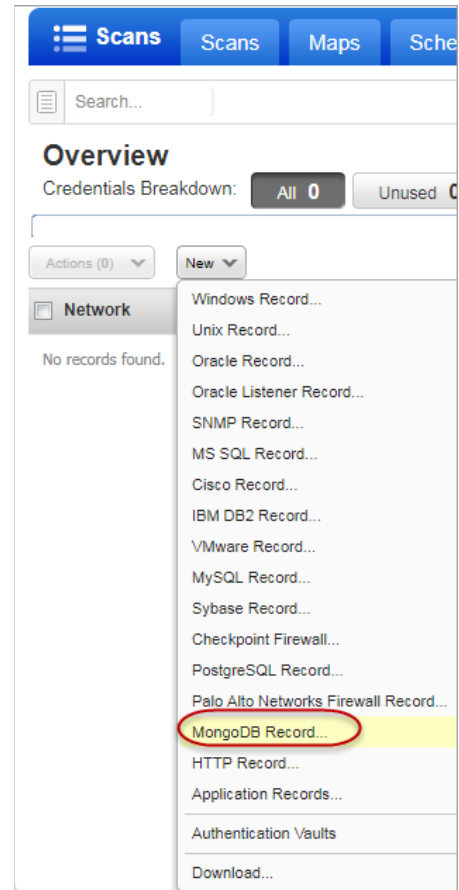 Scans Scans Maps Sche
Search...
Overview
Credentials Breakdown: All 0 Unused 0
Actions (0) New
Network
No records found.
Windows Record...
Unix Record...
Oracle Record...
Oracle Listener Record...
SNMP Record...
MS SQL Record...
Cisco Record...
IBM DB2 Record...
VMware Record...
MySQL Record...
Sybase Record...
Checkpoint Firewall...
PostgreSQL Record...
Palo Alto Networks Firewall Record...
MongoDB Record...
HTTP Record...
Application Records...
Authentication Vaults
Download...